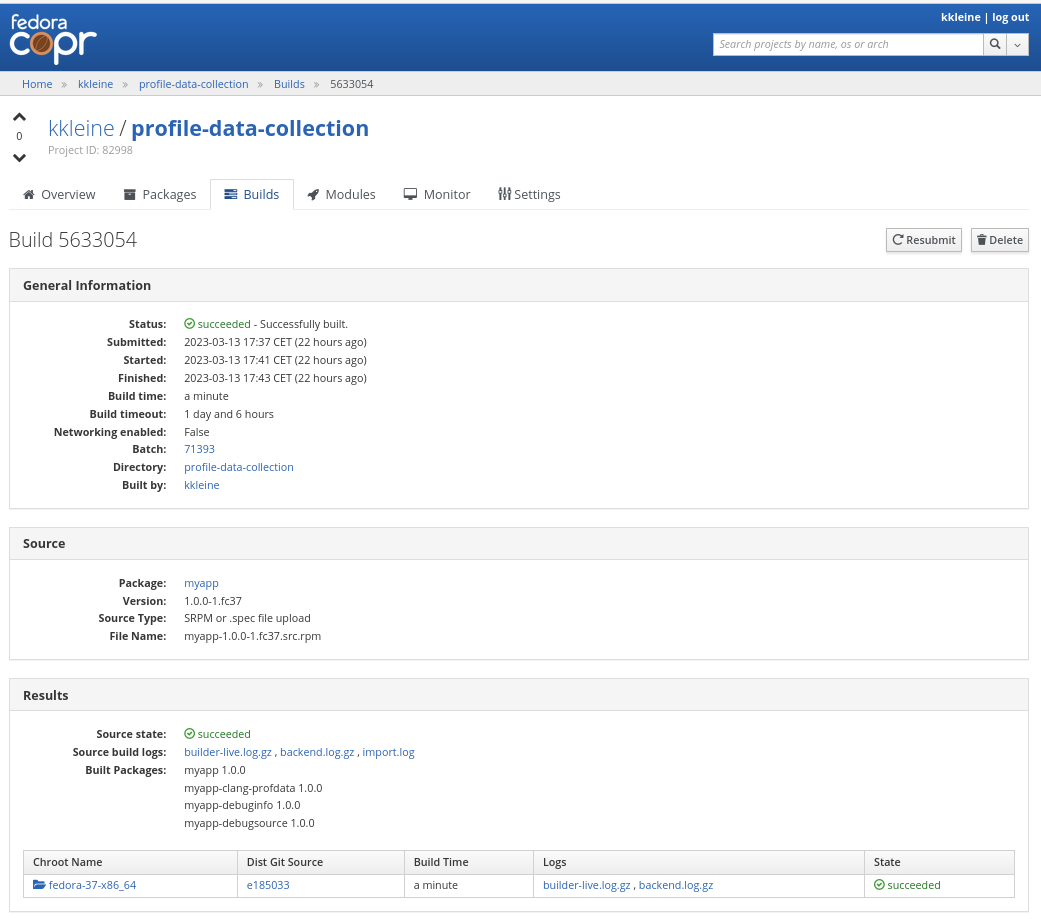 fedora
copr
kkleine | log out
Search projects by name, os or arch
Home » kkleine » profile-data-collection » Builds » 5633054
0
kkleine / profile-data-collection
Project ID: 82998
Overview Packages Builds Modules Monitor Settings
Build 5633054
Resubmit Delete
General Information
Status: succeeded - Successfully built.
Submitted: 2023-03-13 17:37 CET (22 hours ago)
Started: 2023-03-13 17:41 CET (22 hours ago)
Finished: 2023-03-13 17:43 CET (22 hours ago)
Build time: a minute
Build timeout: 1 day and 6 hours
Networking enabled: False
Batch: 71393
Directory: profile-data-collection
Built by: kkleine
Source
Package: myapp
Version: 1.0.0-1.fc37
Source Type: SRPM or .spec file upload
File Name: myapp-1.0.0-1.fc37.src.rpm
Results
Source state: succeeded
Source build logs: builder-live.log.gz , backend.log.gz , import.log
Built Packages: myapp 1.0.0
myapp-clang-profdata 1.0.0
myapp-debuginfo 1.0.0
myapp-debugsource 1.0.0
Chroot Name Dist Git Source Build Time Logs State
fedora-37-x86_64 e185033 a minute builder-live.log.gz , backend.log.gz succeeded